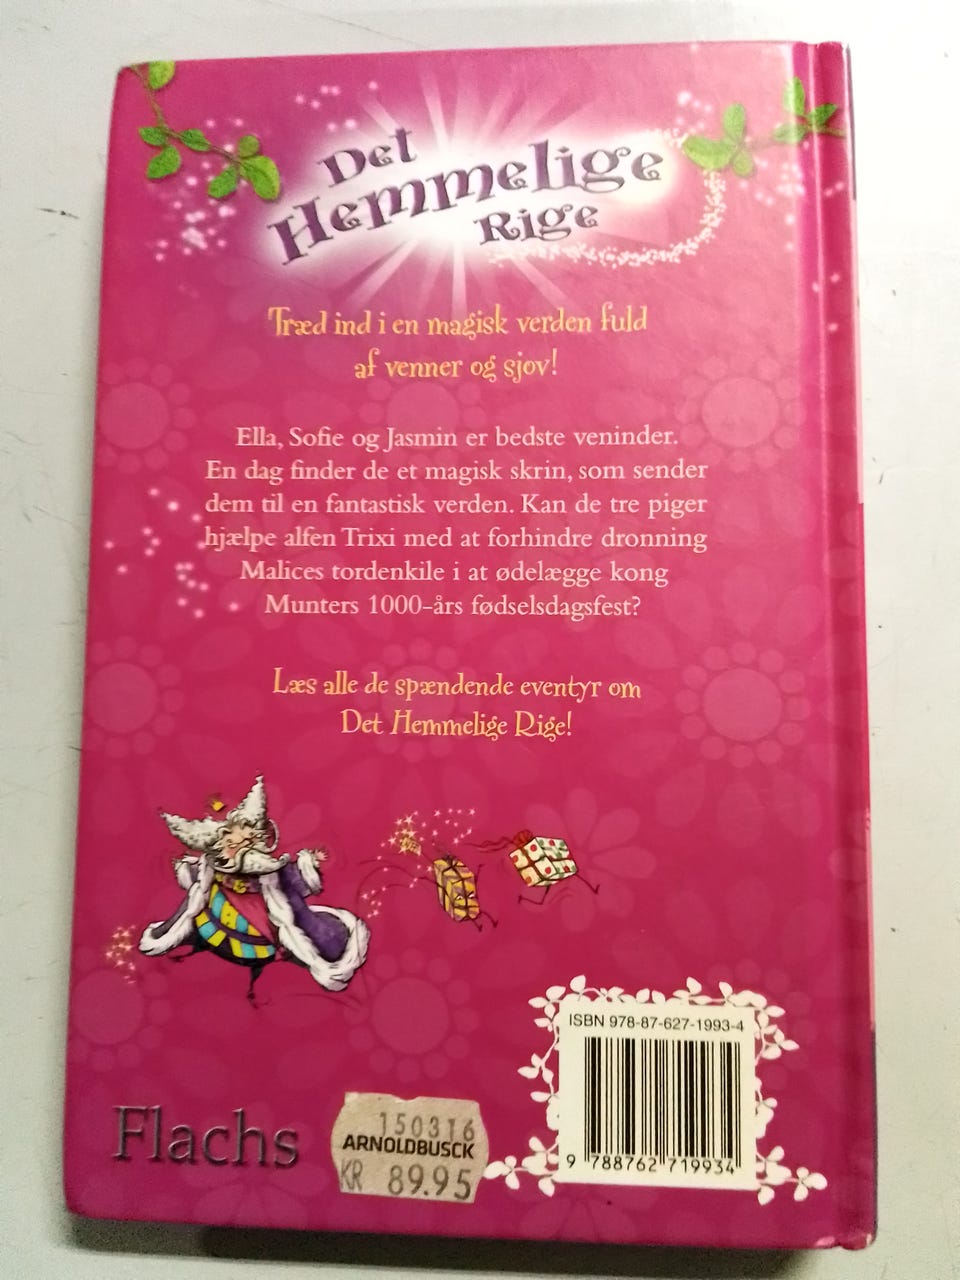 Det
Hemmelige
Rige
Træd ind i en magisk verden fuld
af venner og sjov!
Ella, Sofie og Jasmin er bedste veninder.
En dag finder de et magisk skrin, som sender
dem til en fantastisk verden. Kan de tre piger
hjælpe alfen Trixi med at forhindre dronning
Malices tordenkile i at ødelægge kong
Munters 1000-års fødselsdagsfest?
Læs alle de spændende eventyr om
Det Hemmelige Rige!
ISBN 978-87-627-1993-4
9 788762 719934
Flachs
150316
ARNOLDBUSCK
KR 89.95